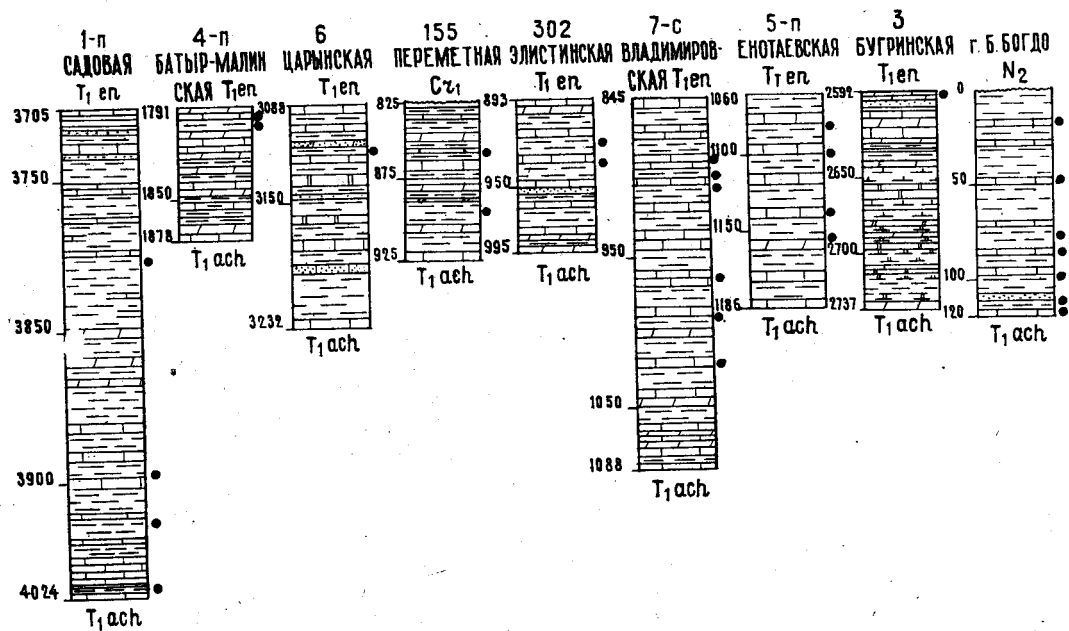 1-п
САДОВАЯ
T₁ en
3705
3750
3850
3900
4024
T₁ ach
4-п
БАТЫР-МАЛИН
СКАЯ T₁en
1791
1850
1878
T₁ ach
6
ЦАРЫНСКАЯ
T₁en
3088
3150
3232
T₁ ach
155
ПЕРЕМЕТНАЯ
Cr₁
825
875
925
T₁ ach
302
ЭЛИСТИНСКАЯ
T₁ en
893
950
995
T₁ ach
7-с
ВЛАДИМИРОВ-
СКАЯ T₁en
845
950
1050
1088
T₁ ach
5-п
ЕНОТАЕВСКАЯ
T₁ en
1060
1100
1150
1186
T₁ ach
3
БУГРИНСКАЯ
T₁en
2592
2650
2700
2737
T₁ ach
г. Б. БОГДО
N₂
0
50
100
120
T₁ ach